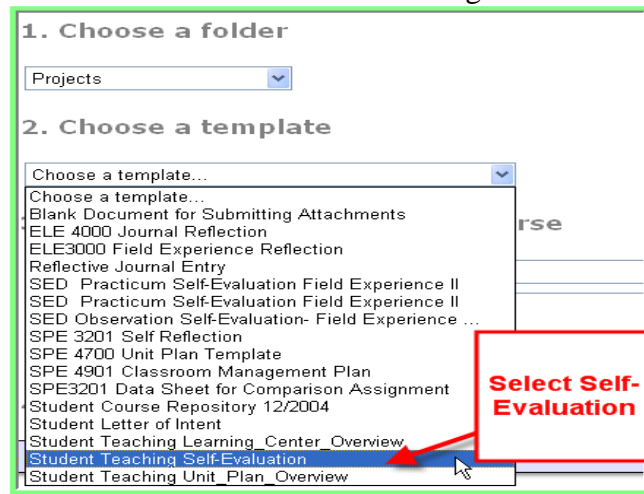 1. Choose a folder
Projects
2. Choose a template
Choose a template...
Choose a template...
Blank Document for Submitting Attachments
ELE 4000 Journal Reflection
rse
ELE3000 Field Experience Reflection
Reflective Journal Entry
SED Practicum Self-Evaluation Field Experience II
SED Practicum Self-Evaluation Field Experience II
SED Observation Self-Evaluation- Field Experience ...
SPE 3201 Self Reflection
SPE 4700 Unit Plan Template
SPE 4901 Classroom Management Plan
SPE3201 Data Sheet for Comparison Assignment
Student Course Repository 12/2004
Student Letter of Intent
Student Teaching Learning_Center_Overview
Student Teaching Self-Evaluation
Student Teaching Unit_Plan_Overview
Select Self-
Evaluation